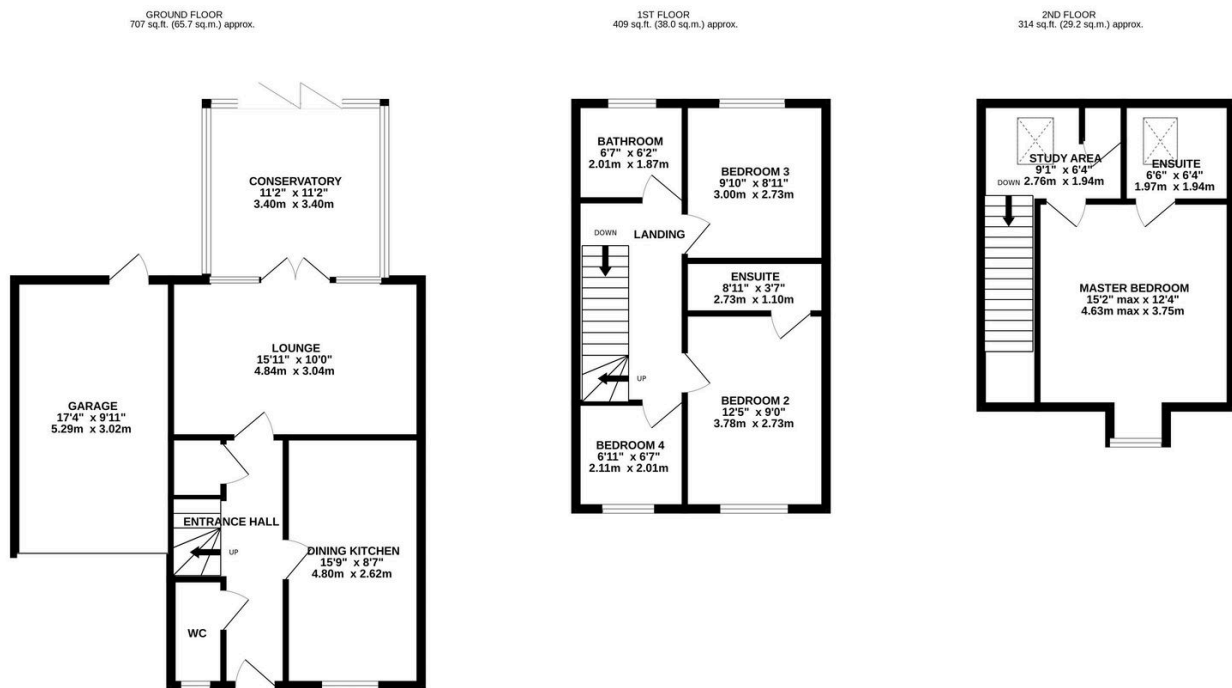 GROUND FLOOR
707 sq.ft. (65.7 sq.m.) approx.
CONSERVATORY
11'2" x 11'2"
3.40m x 3.40m
LOUNGE
15'11" x 10'0"
4.84m x 3.04m
GARAGE
17'4" x 9'11"
5.29m x 3.02m
ENTRANCE HALL
UP
DINING KITCHEN
15'9" x 8'7"
4.80m x 2.62m
WC
1ST FLOOR
409 sq.ft. (38.0 sq.m.) approx.
BATHROOM
6'7" x 6'2"
2.01m x 1.87m
BEDROOM 3
9'10" x 8'11"
3.00m x 2.73m
DOWN
LANDING
ENSUITE
8'11" x 3'7"
2.73m x 1.10m
UP
BEDROOM 2
12'5" x 9'0"
3.78m x 2.73m
BEDROOM 4
6'11" x 6'7"
2.11m x 2.01m
2ND FLOOR
314 sq.ft. (29.2 sq.m.) approx.
STUDY AREA
9'1" x 6'4"
2.76m x 1.94m
DOWN
ENSUITE
6'6" x 6'4"
1.97m x 1.94m
MASTER BEDROOM
15'2" max x 12'4"
4.63m max x 3.75m